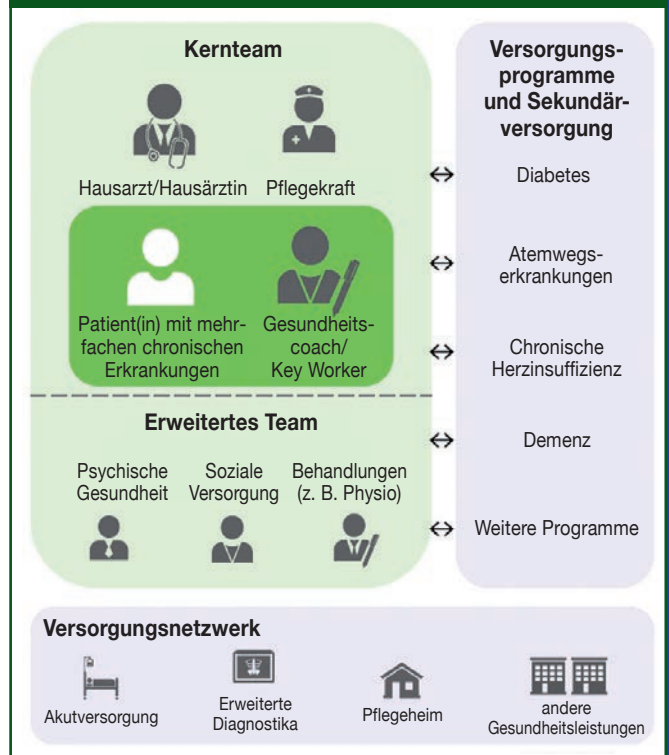 Kernteam
Hausarzt/Hausärztin
Pflegekraft
Patient(in) mit mehr-
fachen chronischen
Erkrankungen
Gesundheits-
coach/
Key Worker
Erweitertes Team
Psychische
Gesundheit
Soziale
Versorgung
Behandlungen
(z. B. Physio)
Versorgungs-
programme
und Sekundär-
versorgung
Diabetes
Atemwegs-
erkrankungen
Chronische
Herzinsuffizienz
Demenz
Weitere Programme
Versorgungsnetzwerk
Akutversorgung
Erweiterte
Diagnostika
Pflegeheim
andere
Gesundheitsleistungen